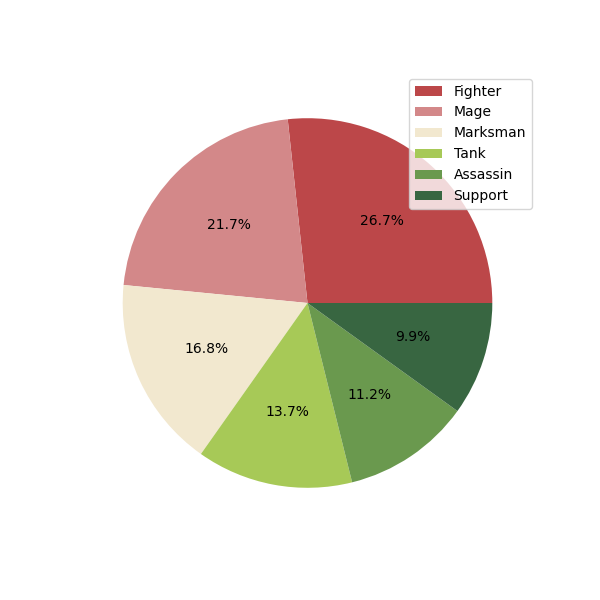 Fighter
Mage
Marksman
Tank
Assassin
Support
26.7%
21.7%
16.8%
13.7%
11.2%
9.9%